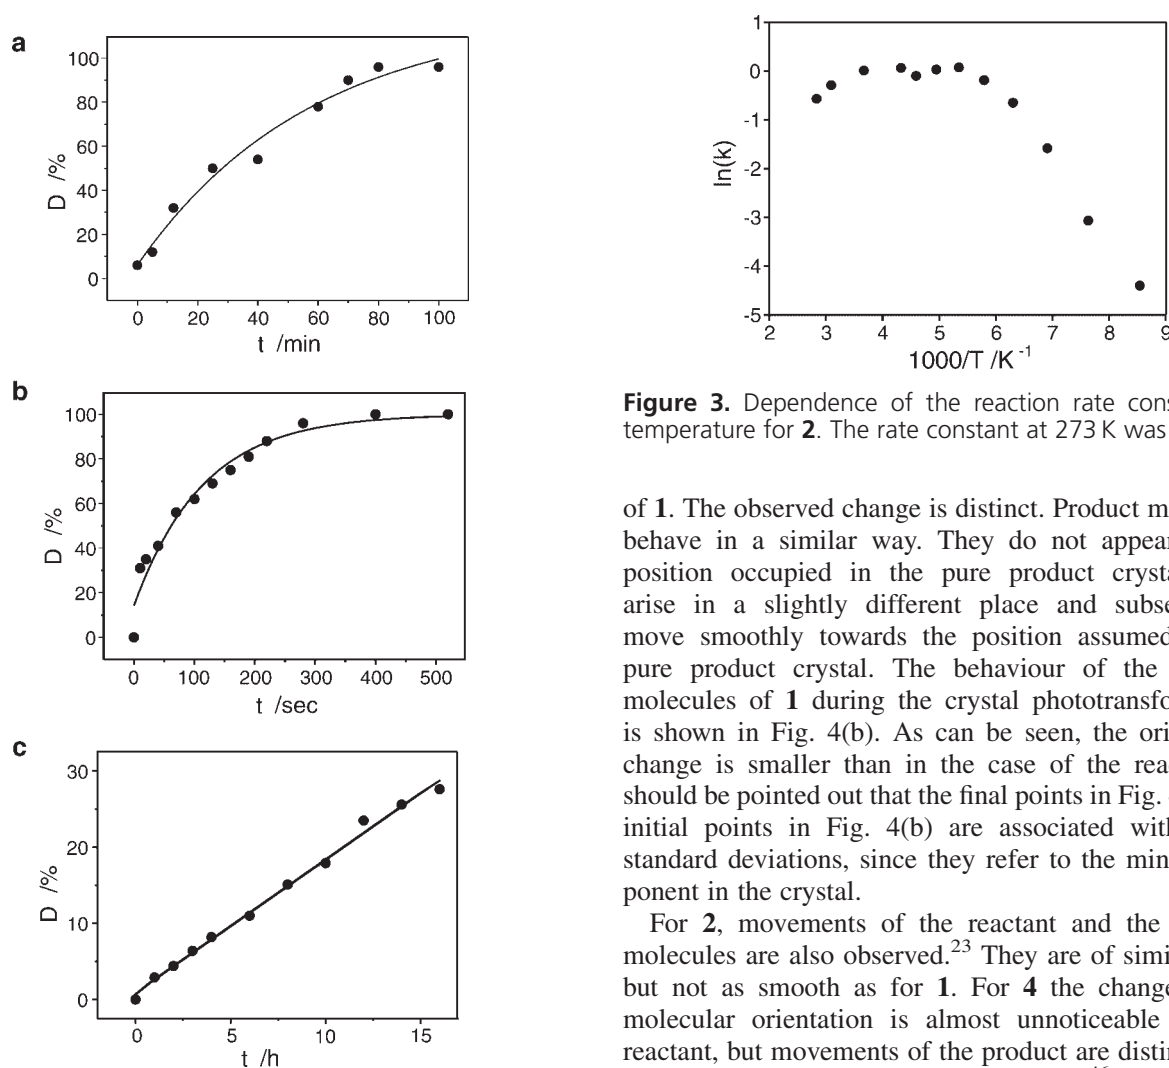 a
100
80
60
40
20
0
D /%
0 20 40 60 80 100
t /min
b
100
80
60
40
20
0
D /%
0 100 200 300 400 500
t /sec
c
30
20
10
0
D /%
0 5 10 15
t /h
1
0
-1
-2
-3
-4
-5
ln(k)
2 3 4 5 6 7 8 9
1000/T /K-1
Figure 3. Dependence of the reaction rate cons
temperature for 2. The rate constant at 273 K was
of 1. The observed change is distinct. Product m
behave in a similar way. They do not appear
position occupied in the pure product crysta
arise in a slightly different place and subse
move smoothly towards the position assumed
pure product crystal. The behaviour of the
molecules of 1 during the crystal phototransfo
is shown in Fig. 4(b). As can be seen, the ori
change is smaller than in the case of the reac
should be pointed out that the final points in Fig.
initial points in Fig. 4(b) are associated with
standard deviations, since they refer to the min
ponent in the crystal.
For 2, movements of the reactant and the
molecules are also observed.23 They are of simi
but not as smooth as for 1. For 4 the change
molecular orientation is almost unnoticeable
reactant, but movements of the product are distin